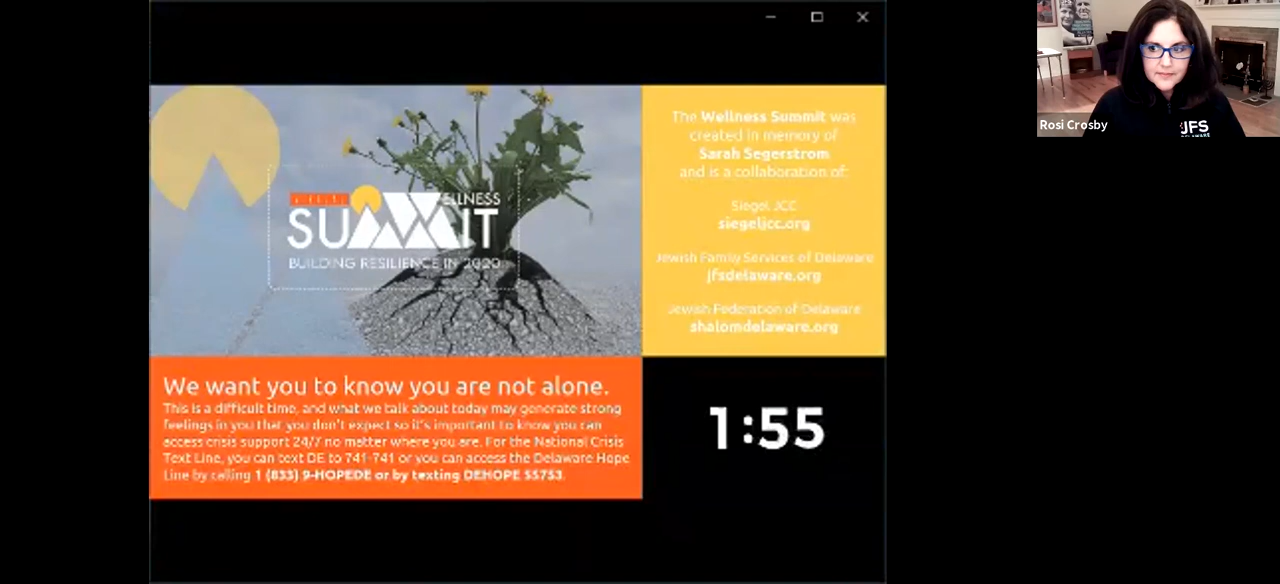 ELLNESS
SUMMIT
BUILDING RESILIENCE IN 2020
The Wellness Summit was
created in memory of
Sarah Segerstrom
and is a collaboration of:
Siegel JCC
siegeljcc.org
Jewish Family Services of Delaware
jfsdelaware.org
Jewish Federation of Delaware
shalomdelaware.org
We want you to know you are not alone.
This is a difficult time, and what we talk about today may generate strong
feelings in you that you don't expect so it's important to know you can
access crisis support 24/7 no matter where you are. For the National Crisis
Text Line, you can text DE to 741-741 or you can access the Delaware Hope
Line by calling 1 (833) 9-HOPEDE or by texting DEHOPE 55753
1:55
Rosi Crosby
JFS
DELAWARE